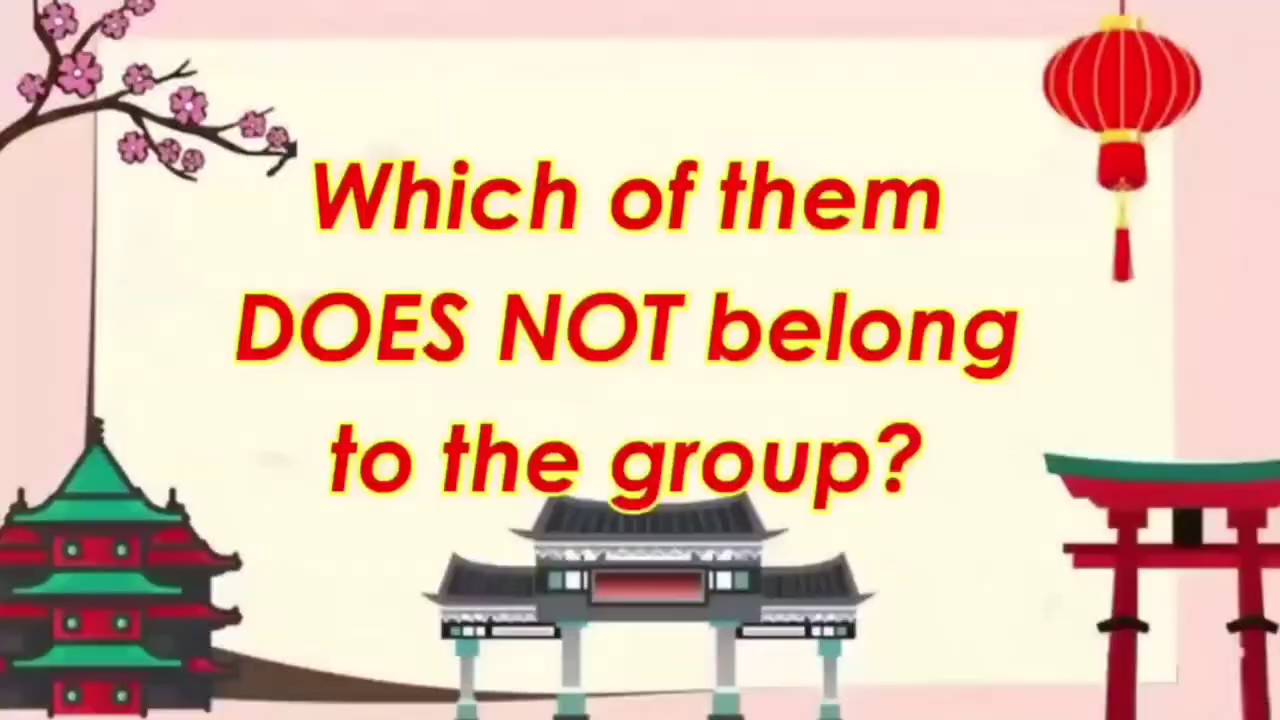 Which of them
DOES NOT belong
to the group?